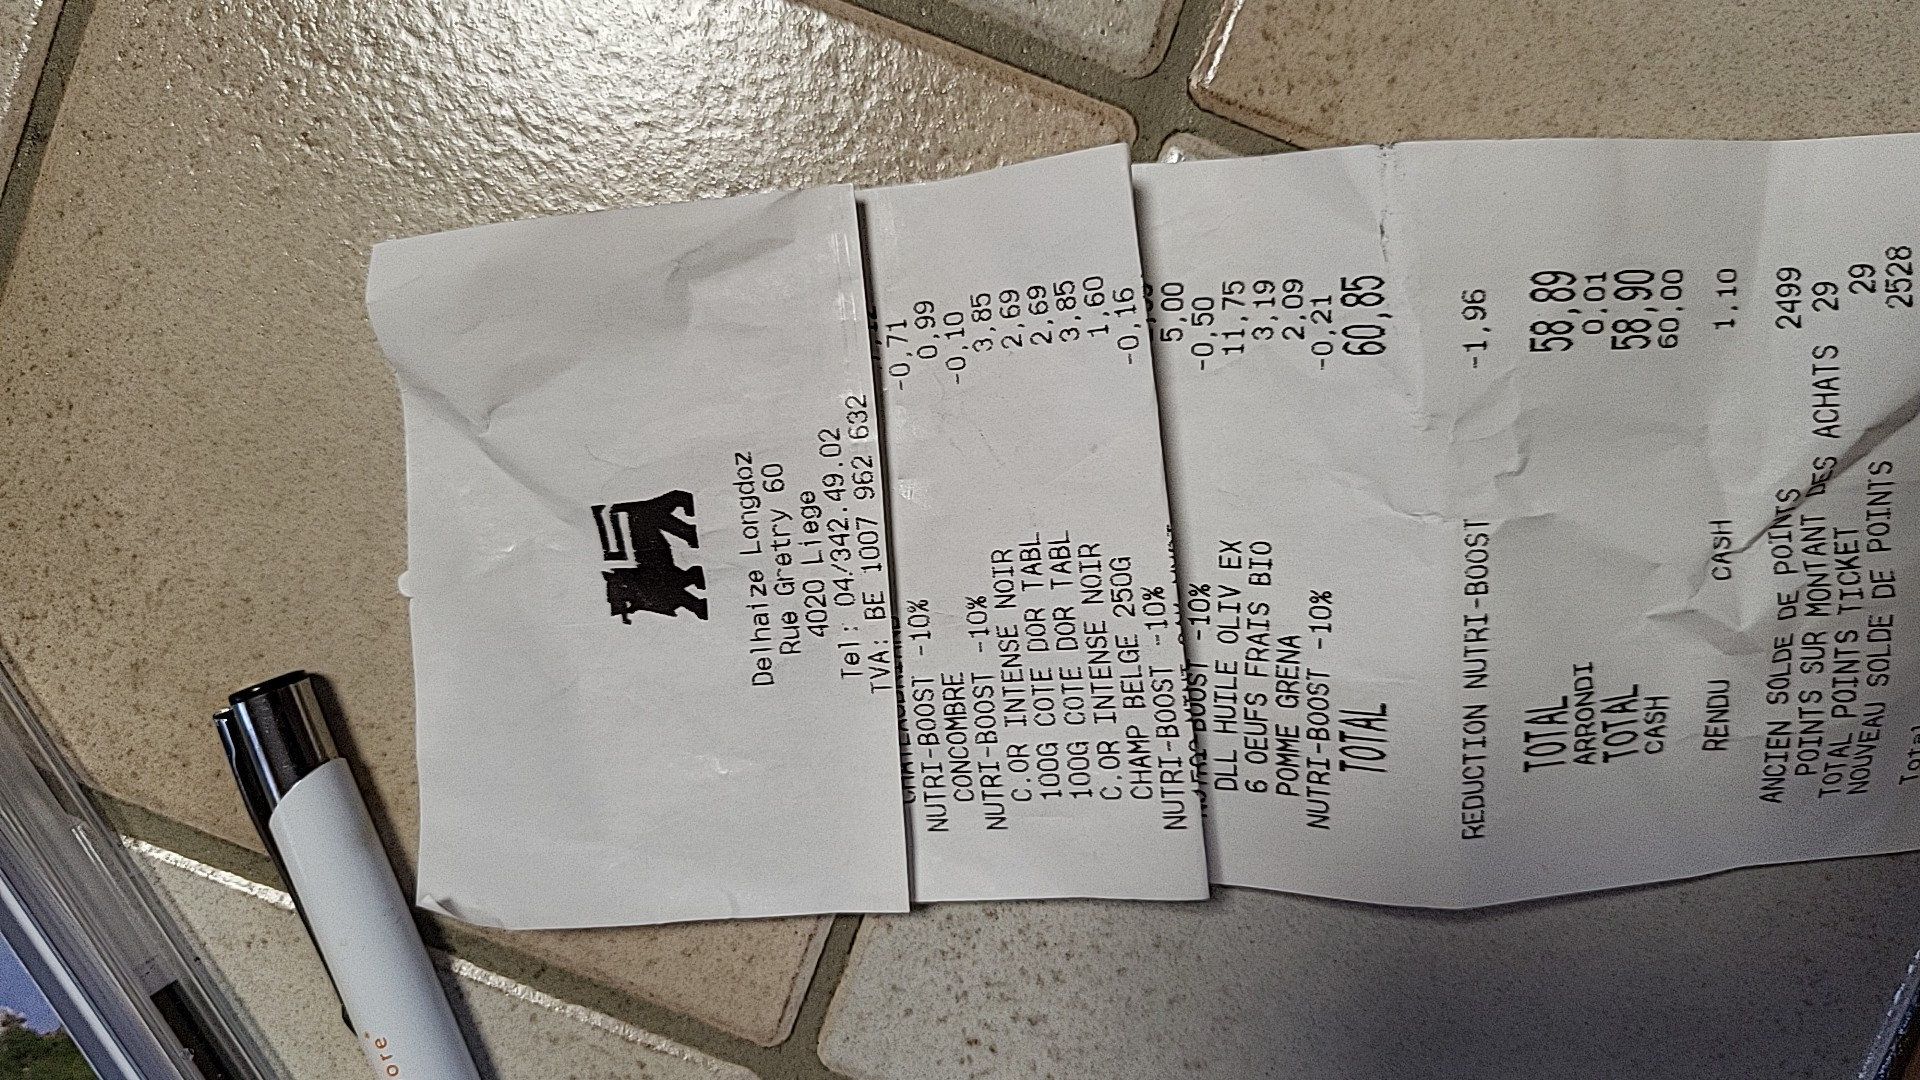 Delhaize Longdoz
Rue Gretry 60
4020 Liege
Tel : 04/342.49.02
TVA: BE 1007 962 632
NUTRI-BOOST -10% -0,71
CONCOMBRE 0,99
NUTRI-BOOST -10% -0,10
C.OR INTENSE NOIR 3,85
100G COTE DOR TABL 2,69
100G COTE DOR TABL 2,69
C.OR INTENSE NOIR 3,85
CHAMP BELGE 250G 1,60
NUTRI-BOOST -10% -0,16
5,00
NUTRI-BOOST -10% -0,50
DLL HUILE OLIV EX 11,75
6 OEUFS FRAIS BIO 3,19
POMME GRENA 2,09
NUTRI-BOOST -10% -0,21
TOTAL 60,85
REDUCTION NUTRI-BOOST -1,96
TOTAL 58,89
ARRONDI 0,01
TOTAL 58,90
CASH 60,00
RENDU CASH 1,10
ANCIEN SOLDE DE POINTS 2499
POINTS SUR MONTANT DES ACHATS 29
TOTAL POINTS TICKET 29
NOUVEAU SOLDE DE POINTS 2528
Total
ore